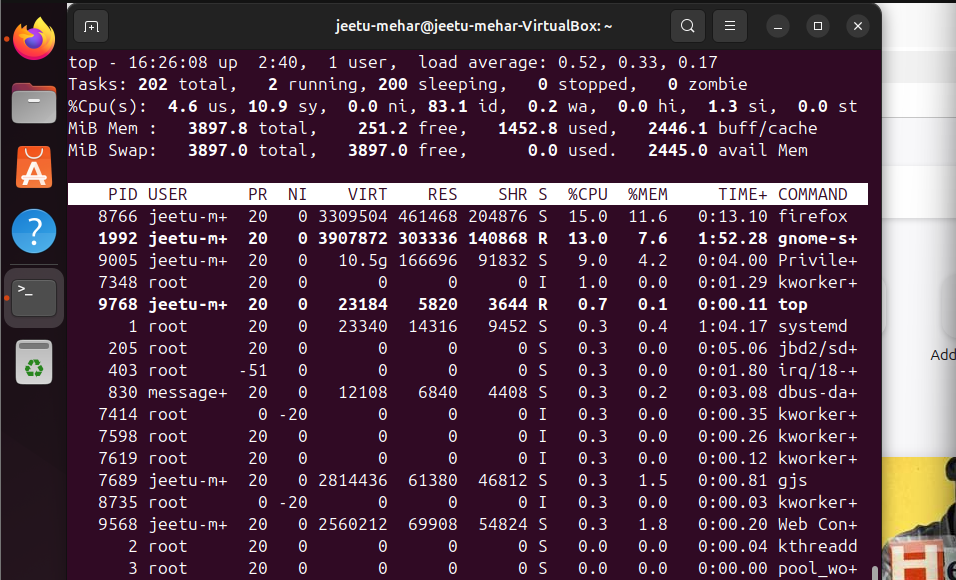 jeetu-mehar@jeetu-mehar-VirtualBox: ~
top - 16:26:08 up  2:40,  1 user,  load average: 0.52, 0.33, 0.17
Tasks: 202 total,   2 running, 200 sleeping,   0 stopped,   0 zombie
%Cpu(s):  4.6 us, 10.9 sy,  0.0 ni, 83.1 id,  0.2 wa,  0.0 hi,  1.3 si,  0.0 st
MiB Mem :   3897.8 total,    251.2 free,   1452.8 used,   2446.1 buff/cache
MiB Swap:   3897.0 total,   3897.0 free,      0.0 used.   2445.0 avail Mem
PID USER      PR  NI    VIRT    RES    SHR S  %CPU  %MEM     TIME+ COMMAND
8766 jeetu-m+  20   0 3309504 461468 204876 S  15.0  11.6   0:13.10 firefox
1992 jeetu-m+  20   0 3907872 303336 140868 R  13.0   7.6   1:52.28 gnome-s+
9005 jeetu-m+  20   0   10.5g 166696  91832 S   9.0   4.2   0:04.00 Privile+
7348 root      20   0       0      0      0 I   1.0   0.0   0:01.29 kworker+
9768 jeetu-m+  20   0   23184   5820   3644 R   0.7   0.1   0:00.11 top
1 root      20   0   23340  14316   9452 S   0.3   0.4   1:04.17 systemd
205 root      20   0       0      0      0 S   0.3   0.0   0:05.06 jbd2/sd+
403 root     -51   0       0      0      0 S   0.3   0.0   0:01.80 irq/18-+
830 message+  20   0   12108   6840   4408 S   0.3   0.2   0:03.08 dbus-da+
7414 root       0 -20       0      0      0 I   0.3   0.0   0:00.35 kworker+
7598 root      20   0       0      0      0 I   0.3   0.0   0:00.26 kworker+
7619 root      20   0       0      0      0 I   0.3   0.0   0:00.12 kworker+
7689 jeetu-m+  20   0 2814436  61380  46812 S   0.3   1.5   0:00.81 gjs
8735 root       0 -20       0      0      0 I   0.3   0.0   0:00.03 kworker+
9568 jeetu-m+  20   0 2560212  69908  54824 S   0.3   1.8   0:00.20 Web Con+
2 root      20   0       0      0      0 S   0.0   0.0   0:00.04 kthreadd
3 root      20   0       0      0      0 S   0.0   0.0   0:00.00 pool_wo+
Add